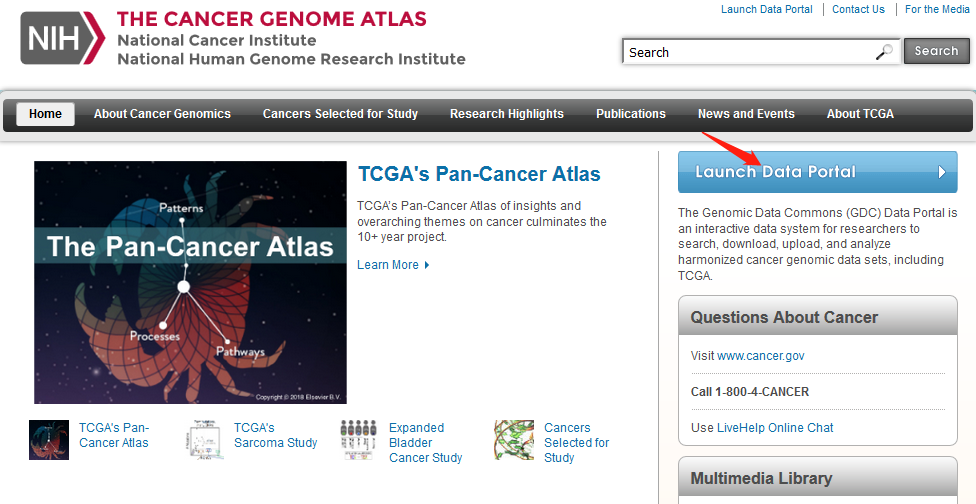 Launch Data Portal
Contact Us
For the Media
NIH
THE CANCER GENOME ATLAS
National Cancer Institute
National Human Genome Research Institute
Search
Search
Home
About Cancer Genomics
Cancers Selected for Study
Research Highlights
Publications
News and Events
About TCGA
Patterns
The Pan-Cancer Atlas
Processes
Pathways
Copyright © 2018 Elsevier B.V.
TCGA's Pan-Cancer Atlas
TCGA's Pan-Cancer Atlas of insights and
overarching themes on cancer culminates the
10+ year project.
Learn More
TCGA's Pan-
Cancer Atlas
TCGA's
Sarcoma Study
Expanded
Bladder
Cancer Study
Cancers
Selected for
Study
Launch Data Portal
The Genomic Data Commons (GDC) Data Portal is
an interactive data system for researchers to
search, download, upload, and analyze
harmonized cancer genomic data sets, including
TCGA.
Questions About Cancer
Visit www.cancer.gov
Call 1-800-4-CANCER
Use LiveHelp Online Chat
Multimedia Library